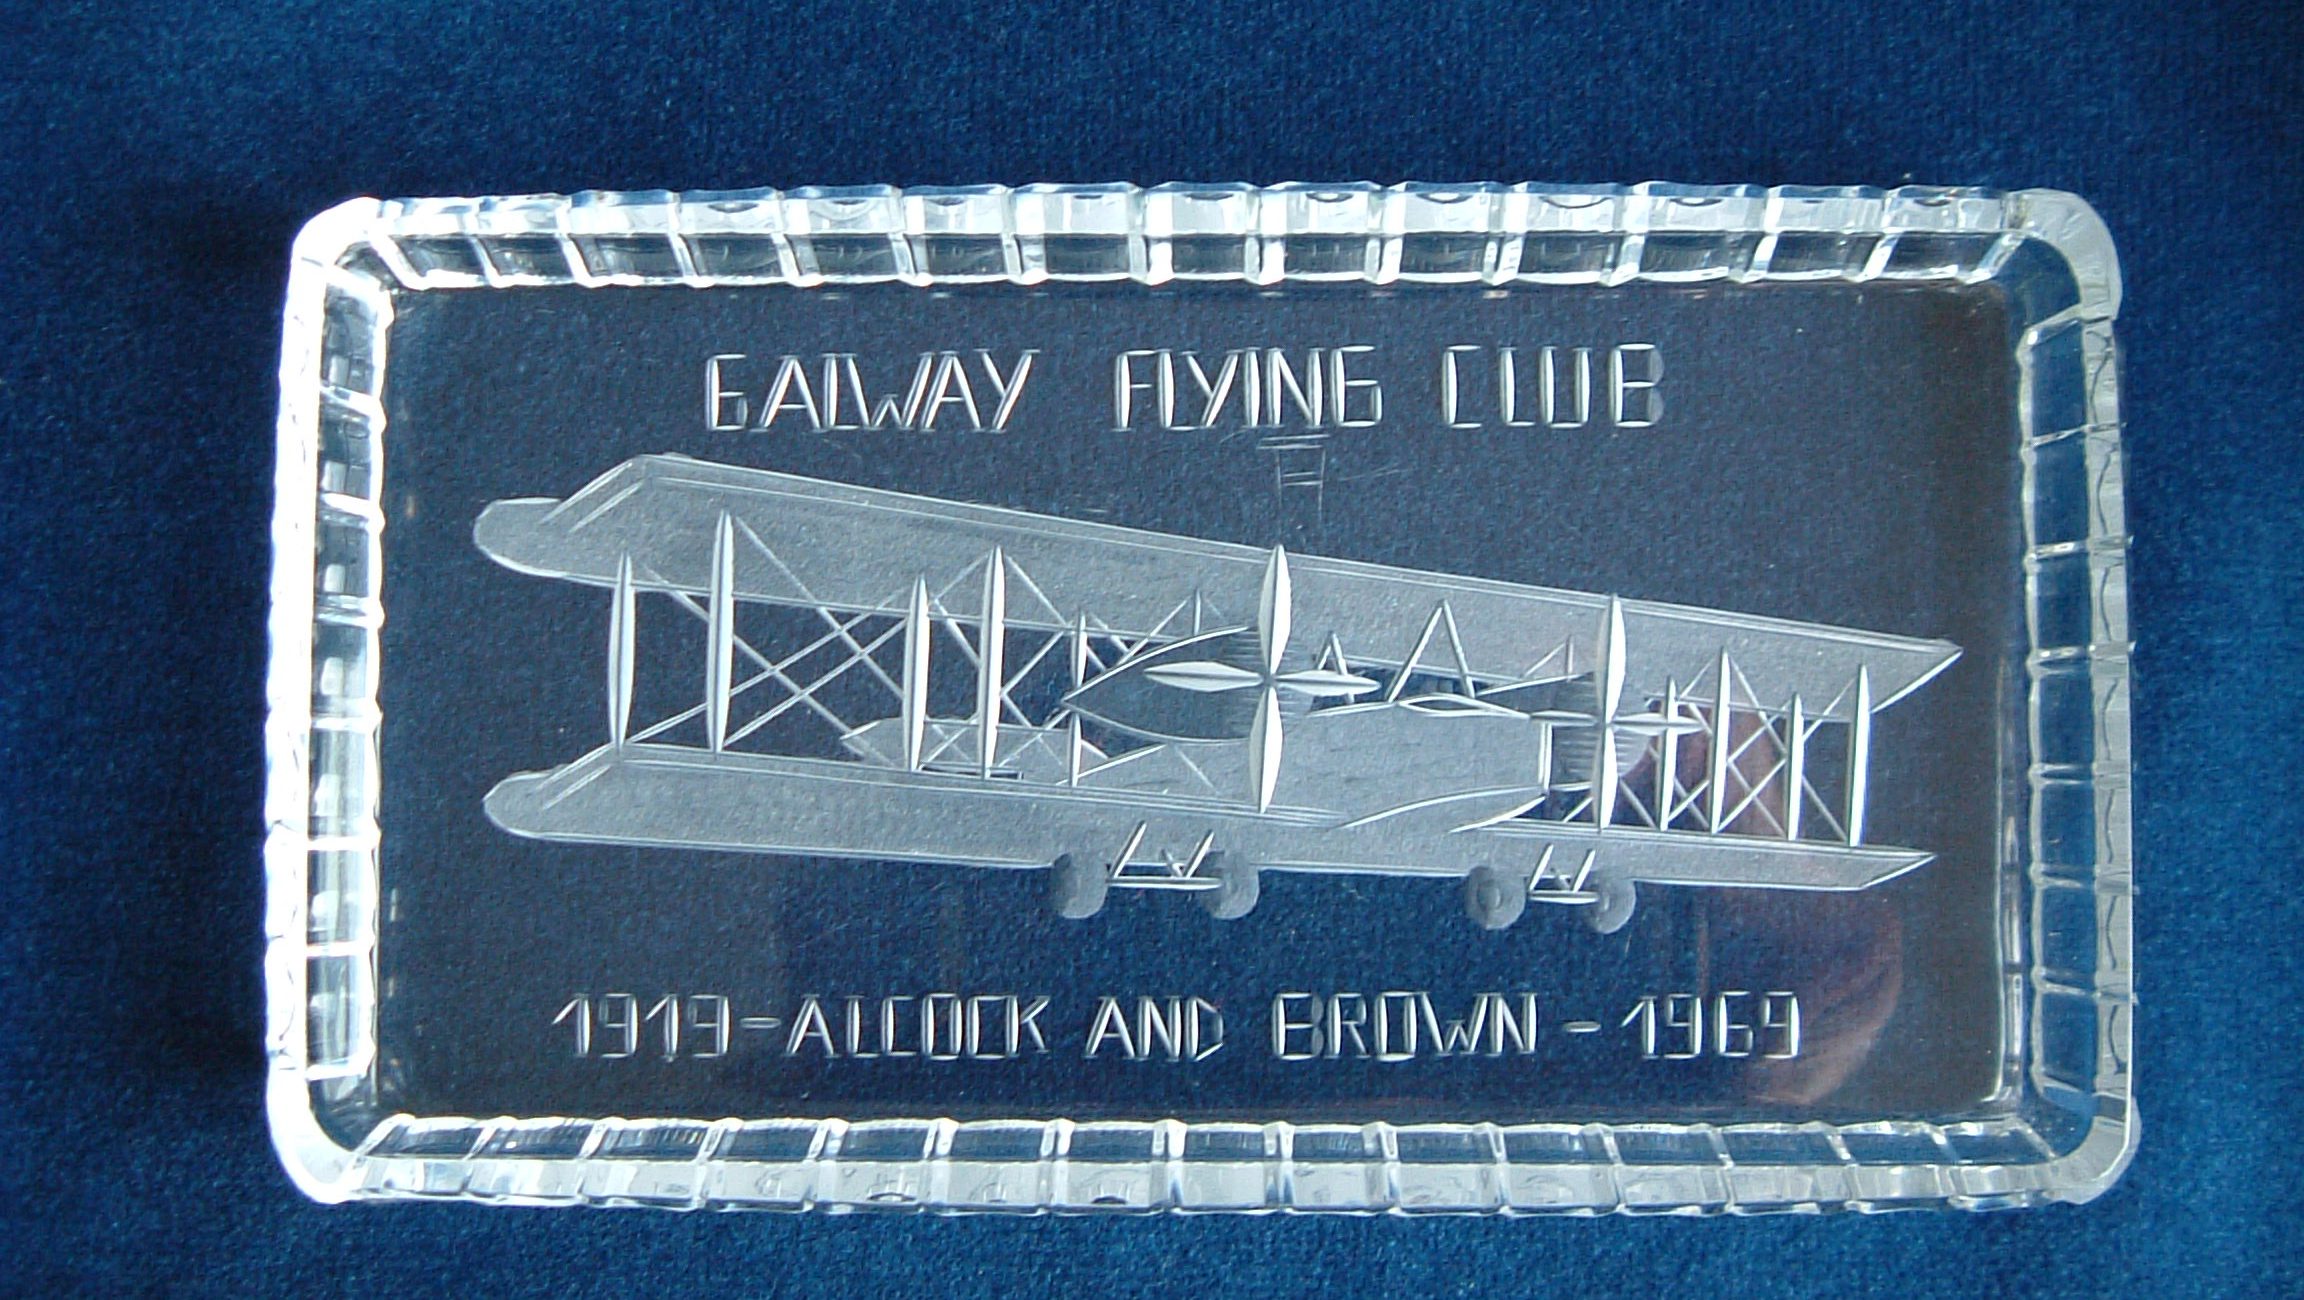 GALWAY FLYING CLUB
1919-ALCOCK AND BROWN-1969